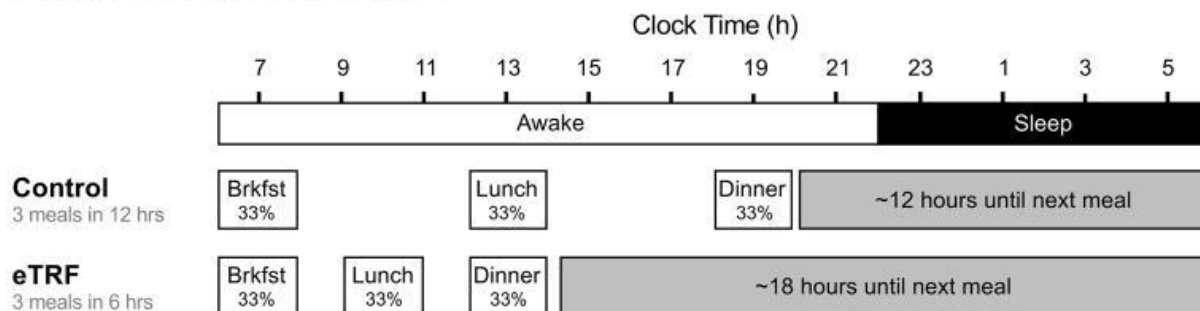 Clock Time (h)
7 9 11 13 15 17 19 21 23 1 3 5
Awake Sleep
Control
3 meals in 12 hrs
Brkfst
33%
Lunch
33%
Dinner
33%
~12 hours until next meal
eTRF
3 meals in 6 hrs
Brkfst
33%
Lunch
33%
Dinner
33%
~18 hours until next meal